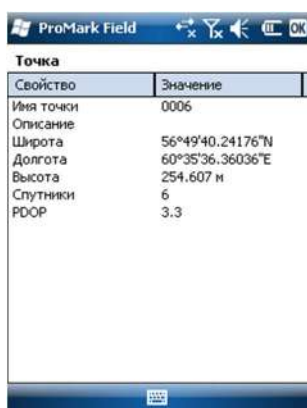 ProMark Field OK
Точка
Свойство Значение
Имя точки 0006
Описание
Широта 56°49'40.24176"N
Долгота 60°35'36.36036"E
Высота 254.607 м
Спутники 6
PDOP 3.3